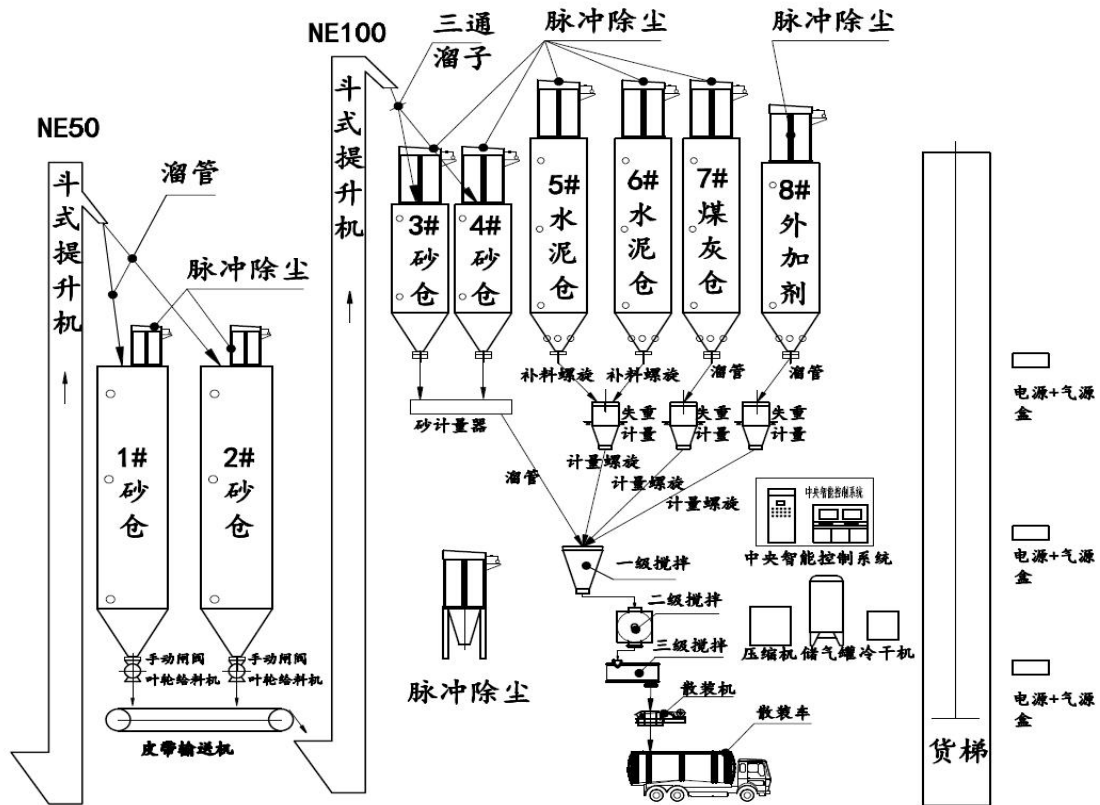 NE100
三通
溜子
脉冲除尘
脉冲除尘
NE50
斗式提升机
斗式提升机
溜管
脉冲除尘
3#砂仓
4#砂仓
5#水泥仓
6#水泥仓
7#煤灰仓
8#外加剂
补料螺旋
补料螺旋
溜管
溜管
砂计量器
失重
计量
失重
计量
失重
计量
1#砂仓
2#砂仓
溜管
计量螺旋
计量螺旋
计量螺旋
中央智能控制系统
中央智能控制系统
一级搅拌
二级搅拌
三级搅拌
压缩机
储气罐
冷干机
手动闸阀
叶轮给料机
手动闸阀
叶轮给料机
皮带输送机
脉冲除尘
散装机
散装车
货梯
电源+气源
盒
电源+气源
盒
电源+气源
盒